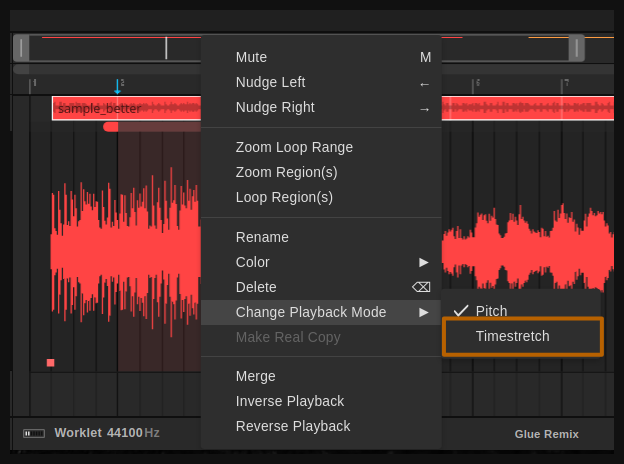 1 2 6 7
sample_better
Mute M
Nudge Left ←
Nudge Right →
Zoom Loop Range
Zoom Region(s)
Loop Region(s)
Rename
Color ▶
Delete ⌫
Change Playback Mode ▶
✓ Pitch
Timestretch
Make Real Copy
Merge
Inverse Playback
Reverse Playback
Worklet 44100 Hz
Glue Remix